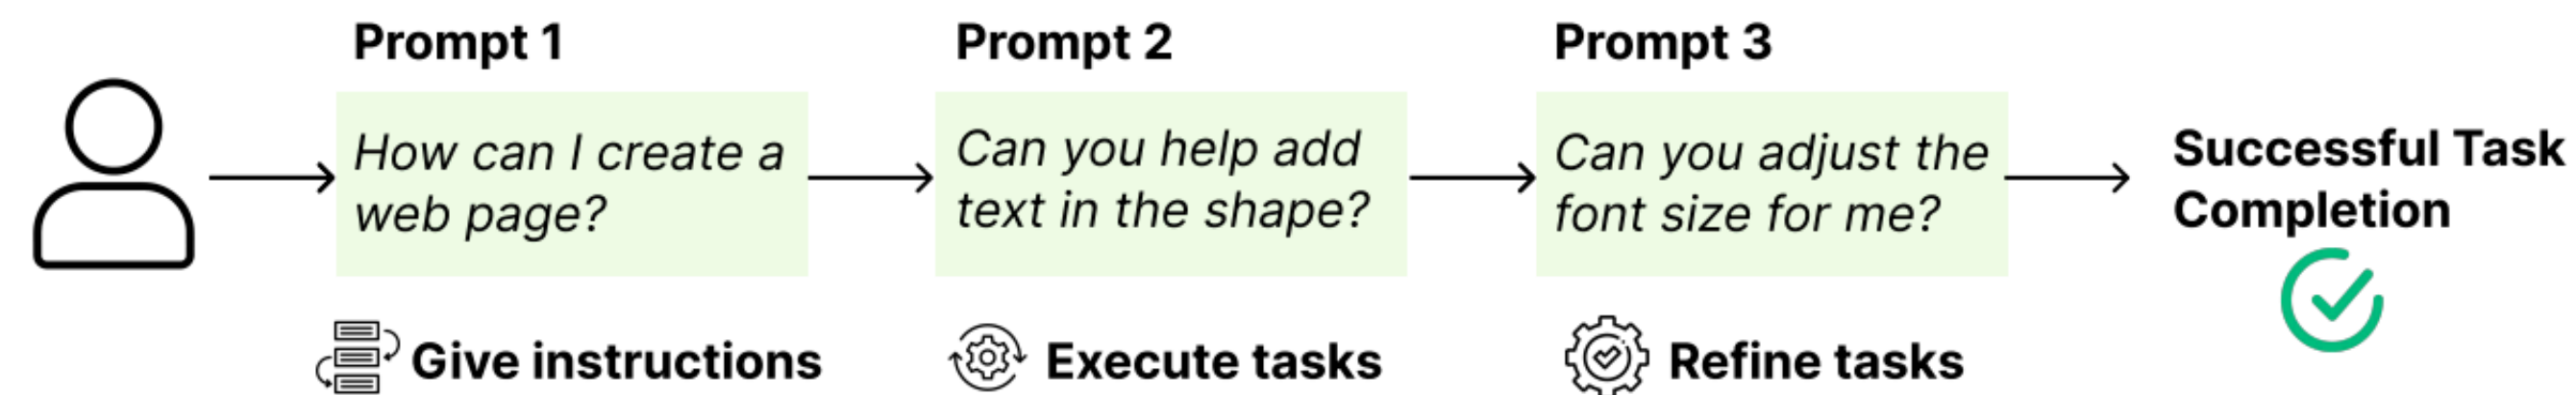 Prompt 1
How can I create a
web page?
Give instructions
Prompt 2
Can you help add
text in the shape?
Execute tasks
Prompt 3
Can you adjust the
font size for me?
Refine tasks
Successful Task
Completion